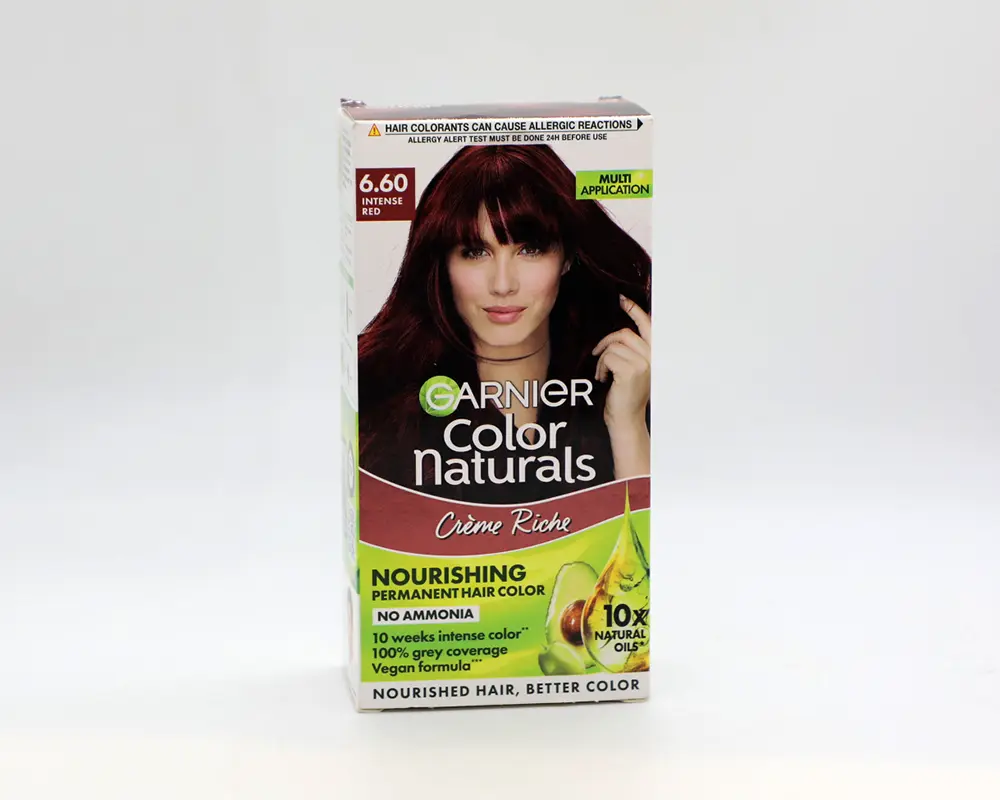 HAIR COLORANTS CAN CAUSE ALLERGIC REACTIONS
ALLERGY ALERT TEST MUST BE DONE 24H BEFORE USE
6.60
INTENSE
RED
MULTI
APPLICATION
GARNIER
Color
Naturals
Crème Riche
NOURISHING
PERMANENT HAIR COLOR
NO AMMONIA
10 weeks intense color**
100% grey coverage
Vegan formula***
10x
NATURAL
OILS*
NOURISHED HAIR, BETTER COLOR